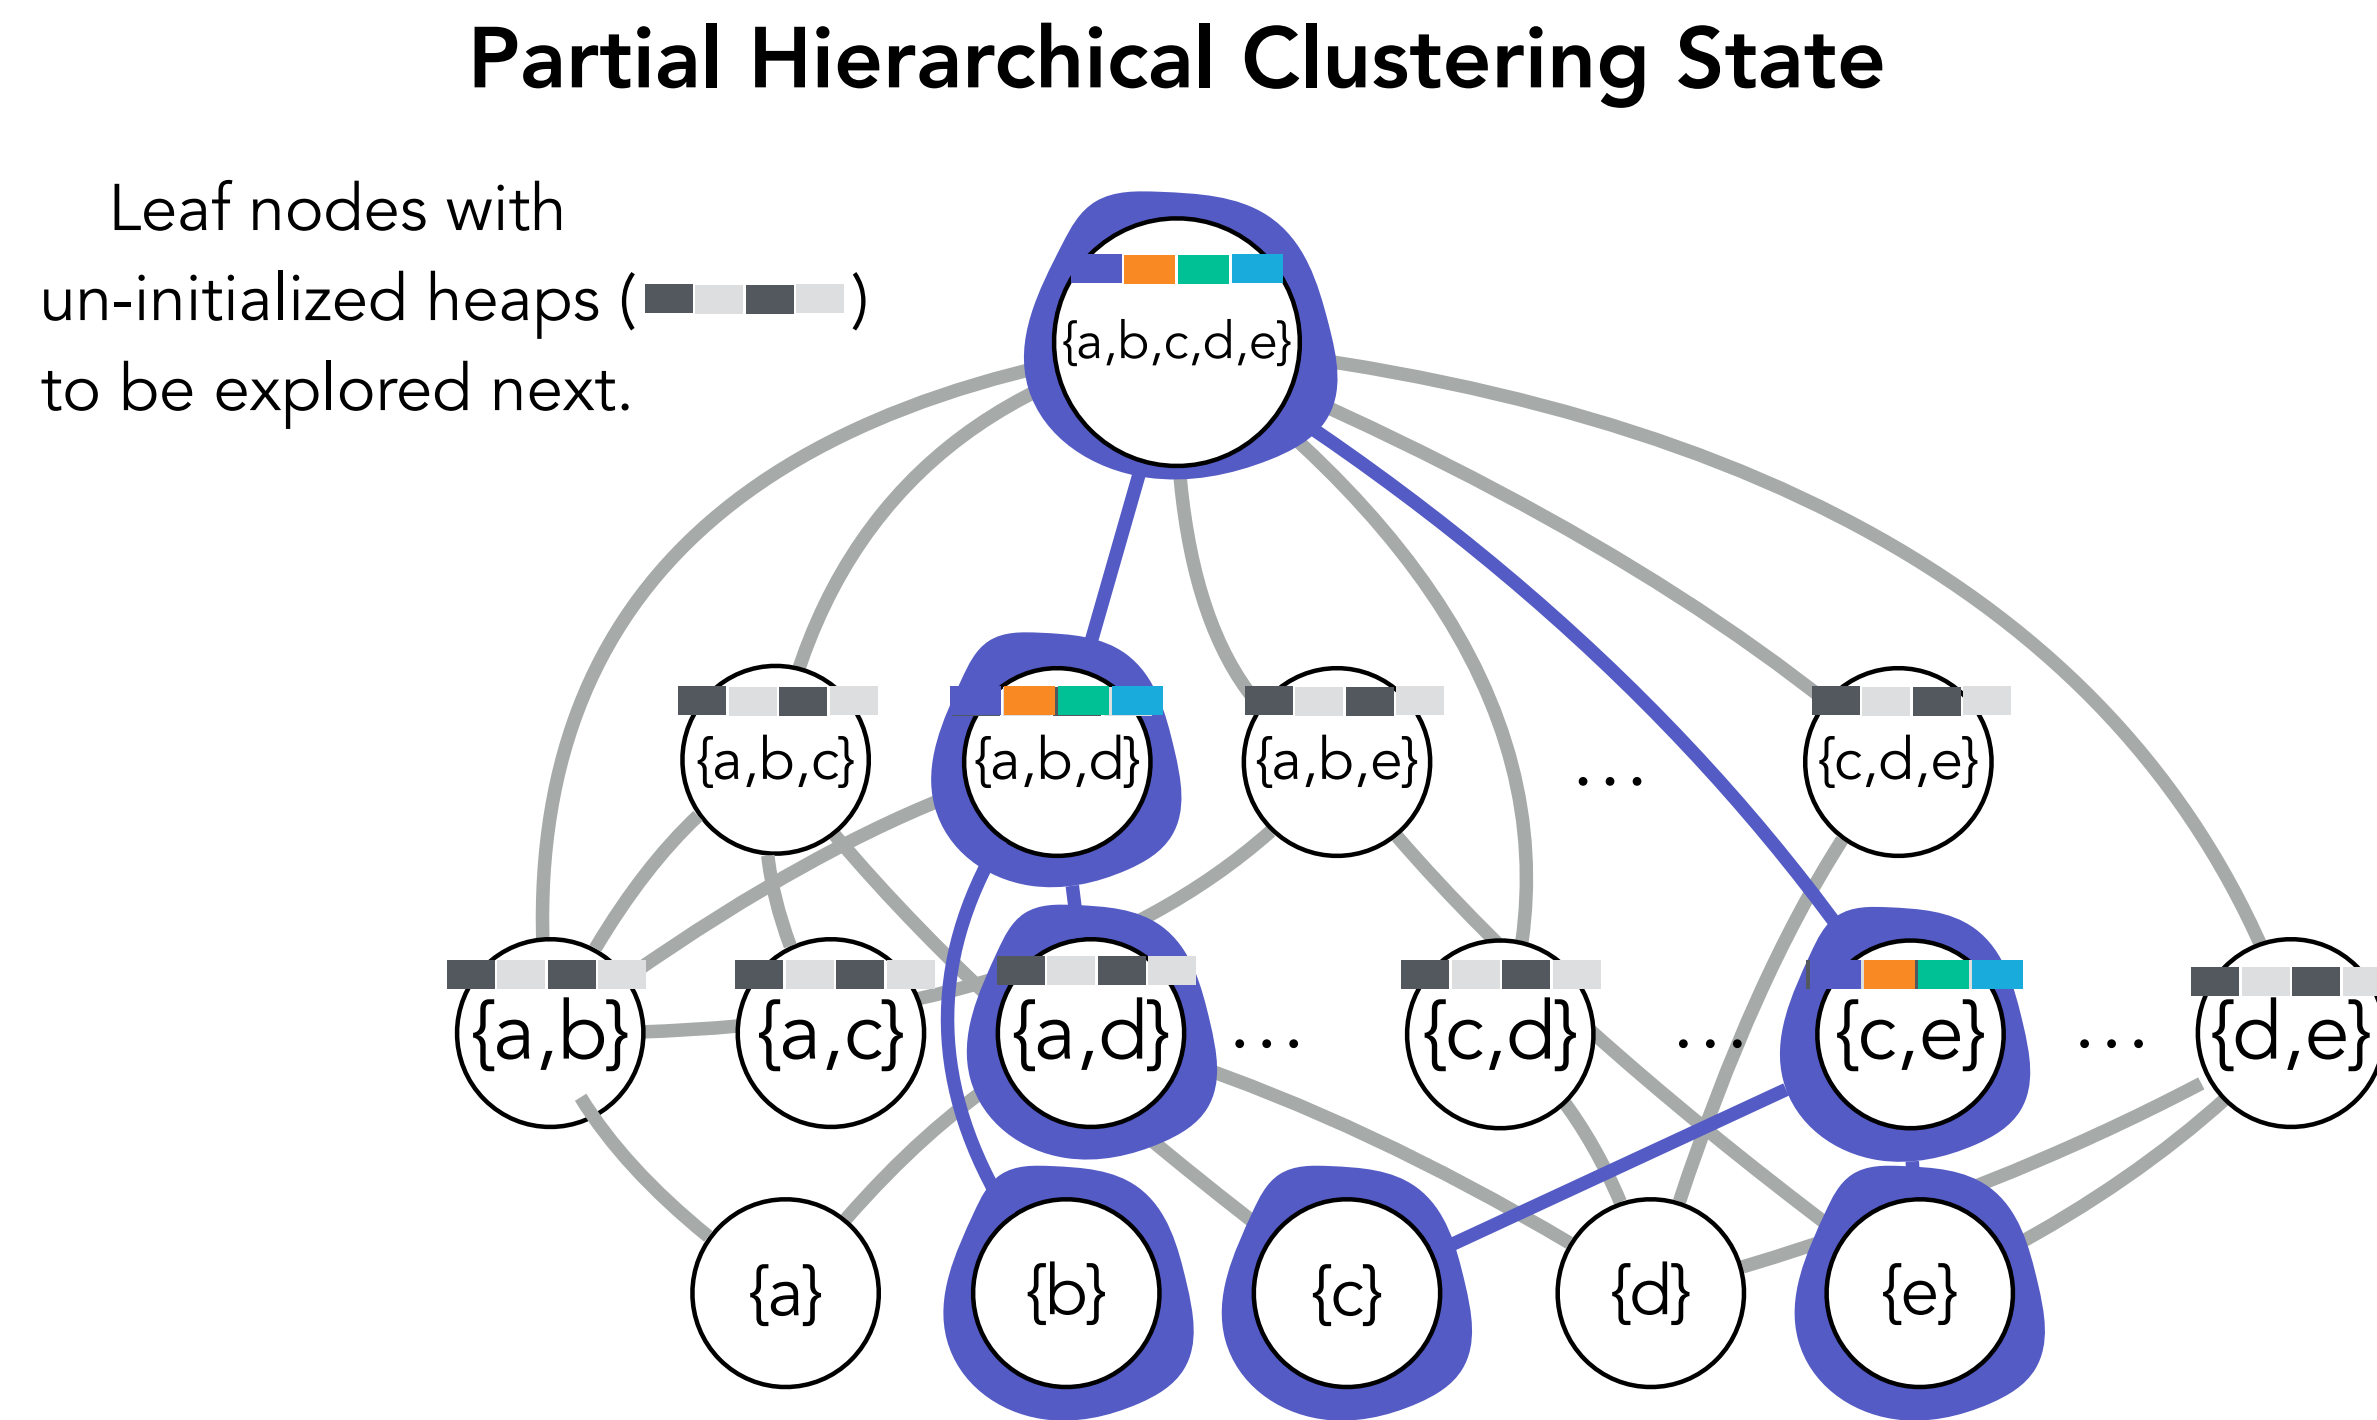 Partial Hierarchical Clustering State
Leaf nodes with
un-initialized heaps ( )
to be explored next.
{a,b,c,d,e}
{a,b,c} {a,b,d} {a,b,e} ... {c,d,e}
{a,b} {a,c} {a,d} ... {c,d} ... {c,e} ... {d,e}
{a} {b} {c} {d} {e}